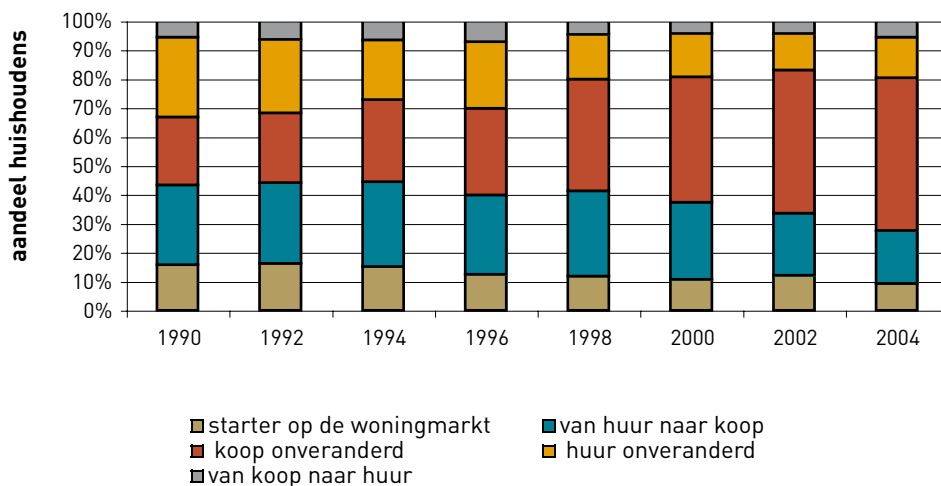 aandeel huishoudens
100%
90%
80%
70%
60%
50%
40%
30%
20%
10%
0%
1990 1992 1994 1996 1998 2000 2002 2004
starter op de woningmarkt van huur naar koop
koop onveranderd huur onveranderd
van koop naar huur